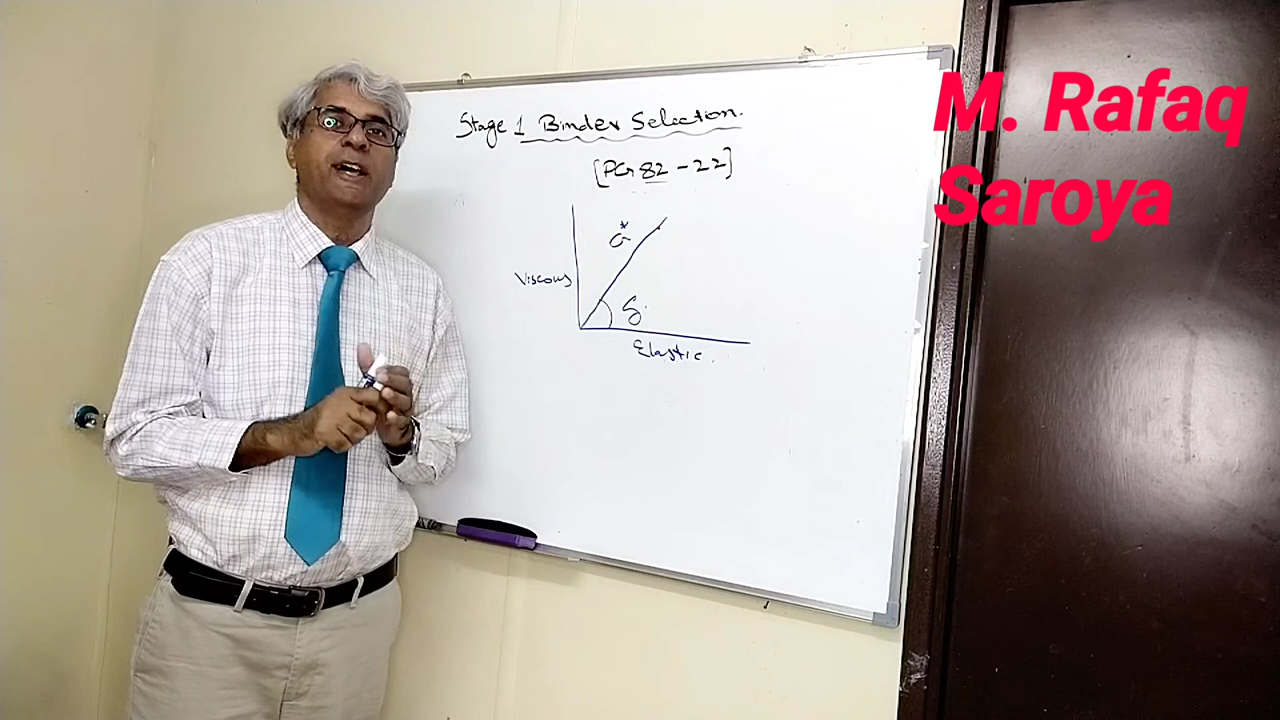 Stage 1 Binder Selection.
[PG 82 - 22]
G*
Viscous
δ
Elastic.
M. Rafaq
Saroya